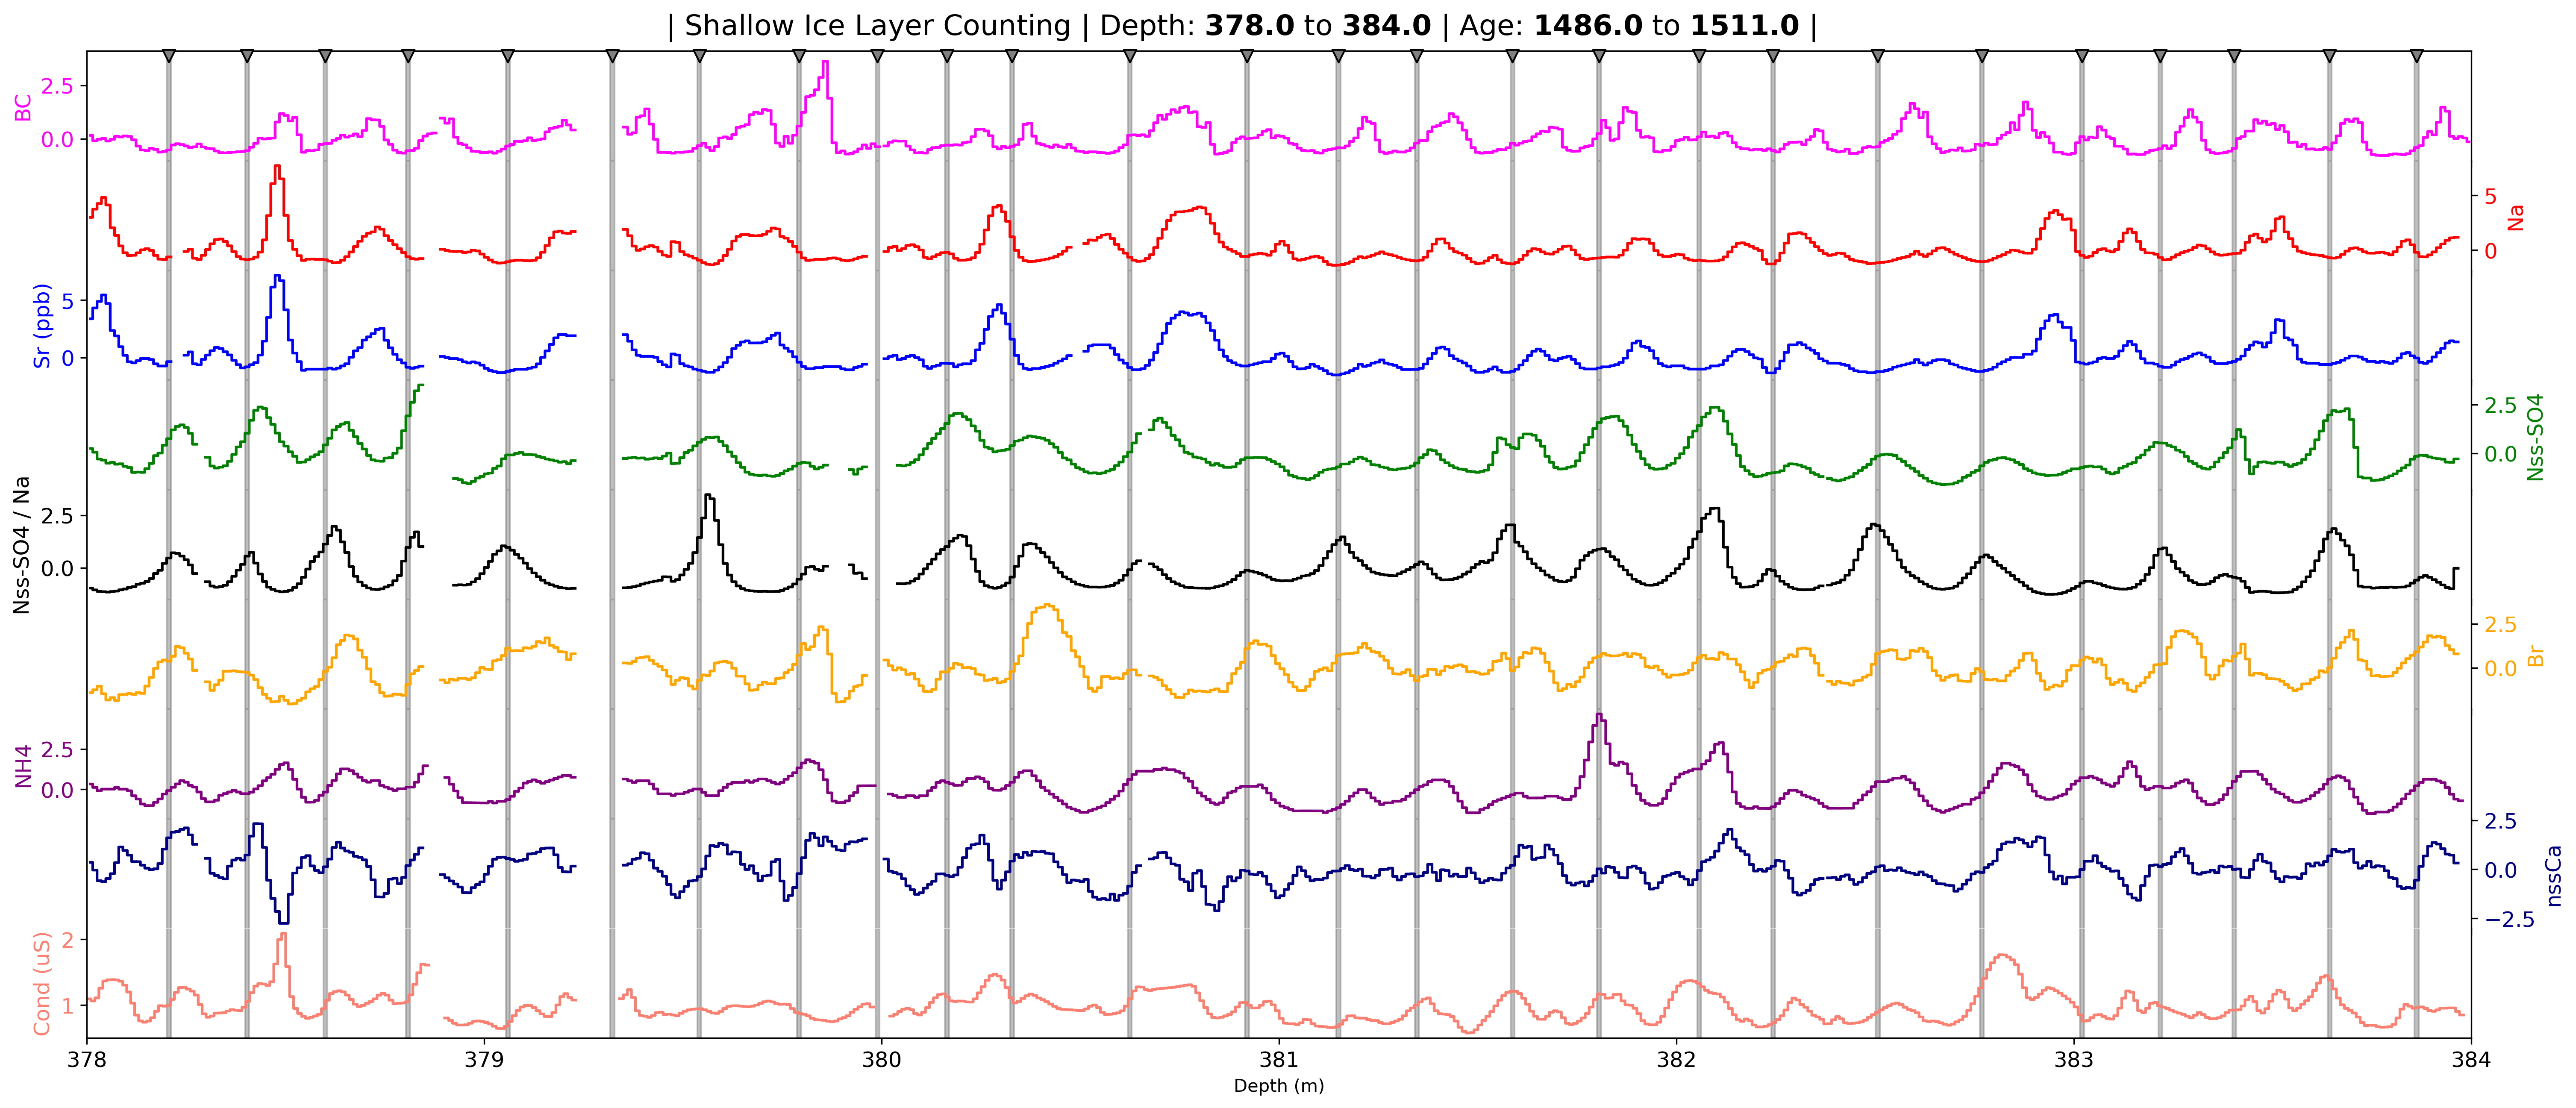 | Shallow Ice Layer Counting | Depth: 378.0 to 384.0 | Age: 1486.0 to 1511.0 |
BC
2.5
0.0
5
0
Na
Sr (ppb)
5
0
2.5
0.0
Nss-SO4
Nss-SO4 / Na
2.5
0.0
2.5
0.0
Br
NH4
2.5
0.0
2.5
0.0
−2.5
nssCa
Cond (uS)
2
1
378 379 380 381 382 383 384
Depth (m)